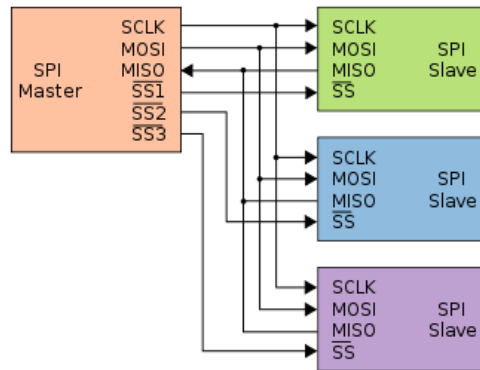 SPI
Master
SCLK
MOSI
MISO
SS1
SS2
SS3
SCLK
MOSI
MISO
SS
SPI
Slave
SCLK
MOSI
MISO
SS
SPI
Slave
SCLK
MOSI
MISO
SS
SPI
Slave